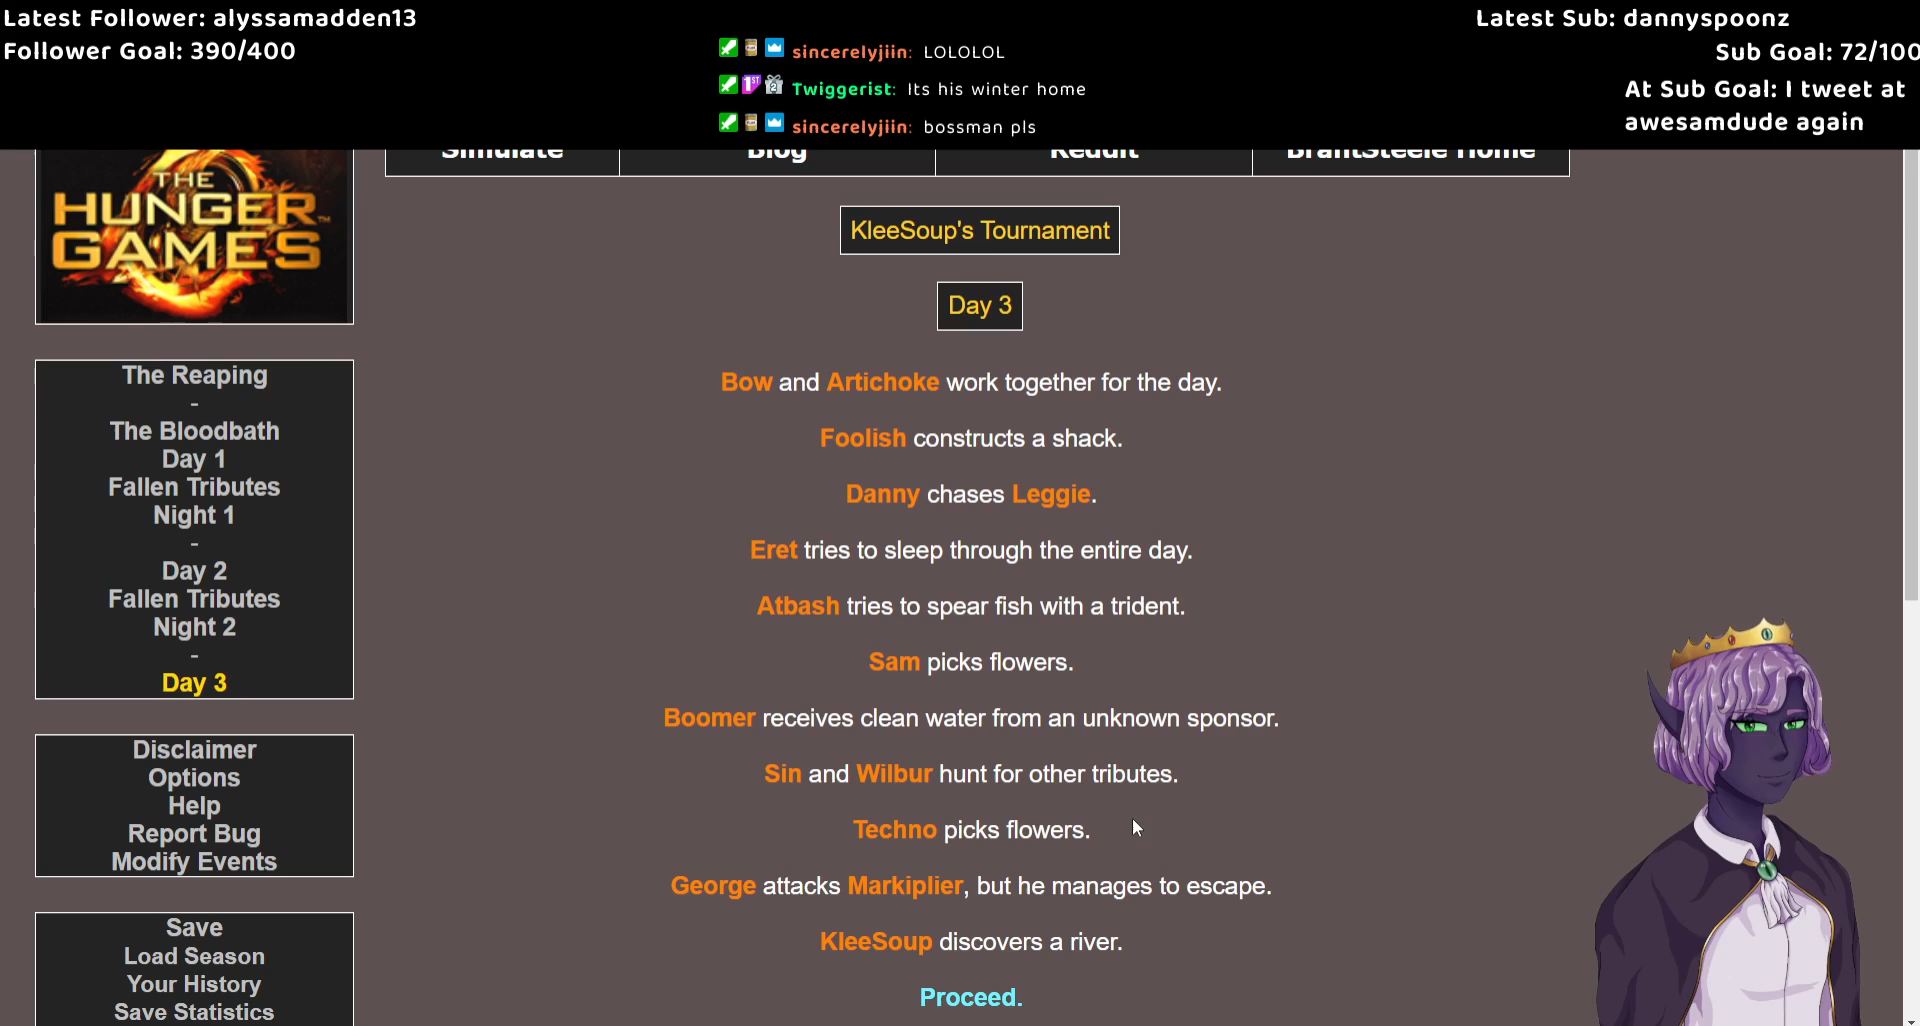 Latest Follower: alyssamadden13
Follower Goal: 390/400
sincerelyjiin: LOLOLOL
Twiggerist: Its his winter home
sincerelyjiin: bossman pls
Latest Sub: dannyspoonz
Sub Goal: 72/100
At Sub Goal: I tweet at
awesamdude again
Simulate Blog Reddit BrantSteele Home
THE
HUNGER
GAMES
KleeSoup's Tournament
Day 3
Bow and Artichoke work together for the day.
Foolish constructs a shack.
Danny chases Leggie.
Eret tries to sleep through the entire day.
Atbash tries to spear fish with a trident.
Sam picks flowers.
Boomer receives clean water from an unknown sponsor.
Sin and Wilbur hunt for other tributes.
Techno picks flowers.
George attacks Markiplier, but he manages to escape.
KleeSoup discovers a river.
Proceed.
The Reaping
-
The Bloodbath
Day 1
Fallen Tributes
Night 1
-
Day 2
Fallen Tributes
Night 2
-
Day 3
Disclaimer
Options
Help
Report Bug
Modify Events
Save
Load Season
Your History
Save Statistics